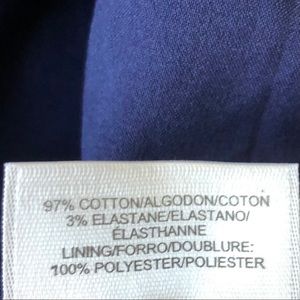 97% COTTON/ALGODON/COTON
3% ELASTANE/ELASTANO/
ÉLASTHANNE
LINING/FORRO/DOUBLURE:
100% POLYESTER/POLIESTER